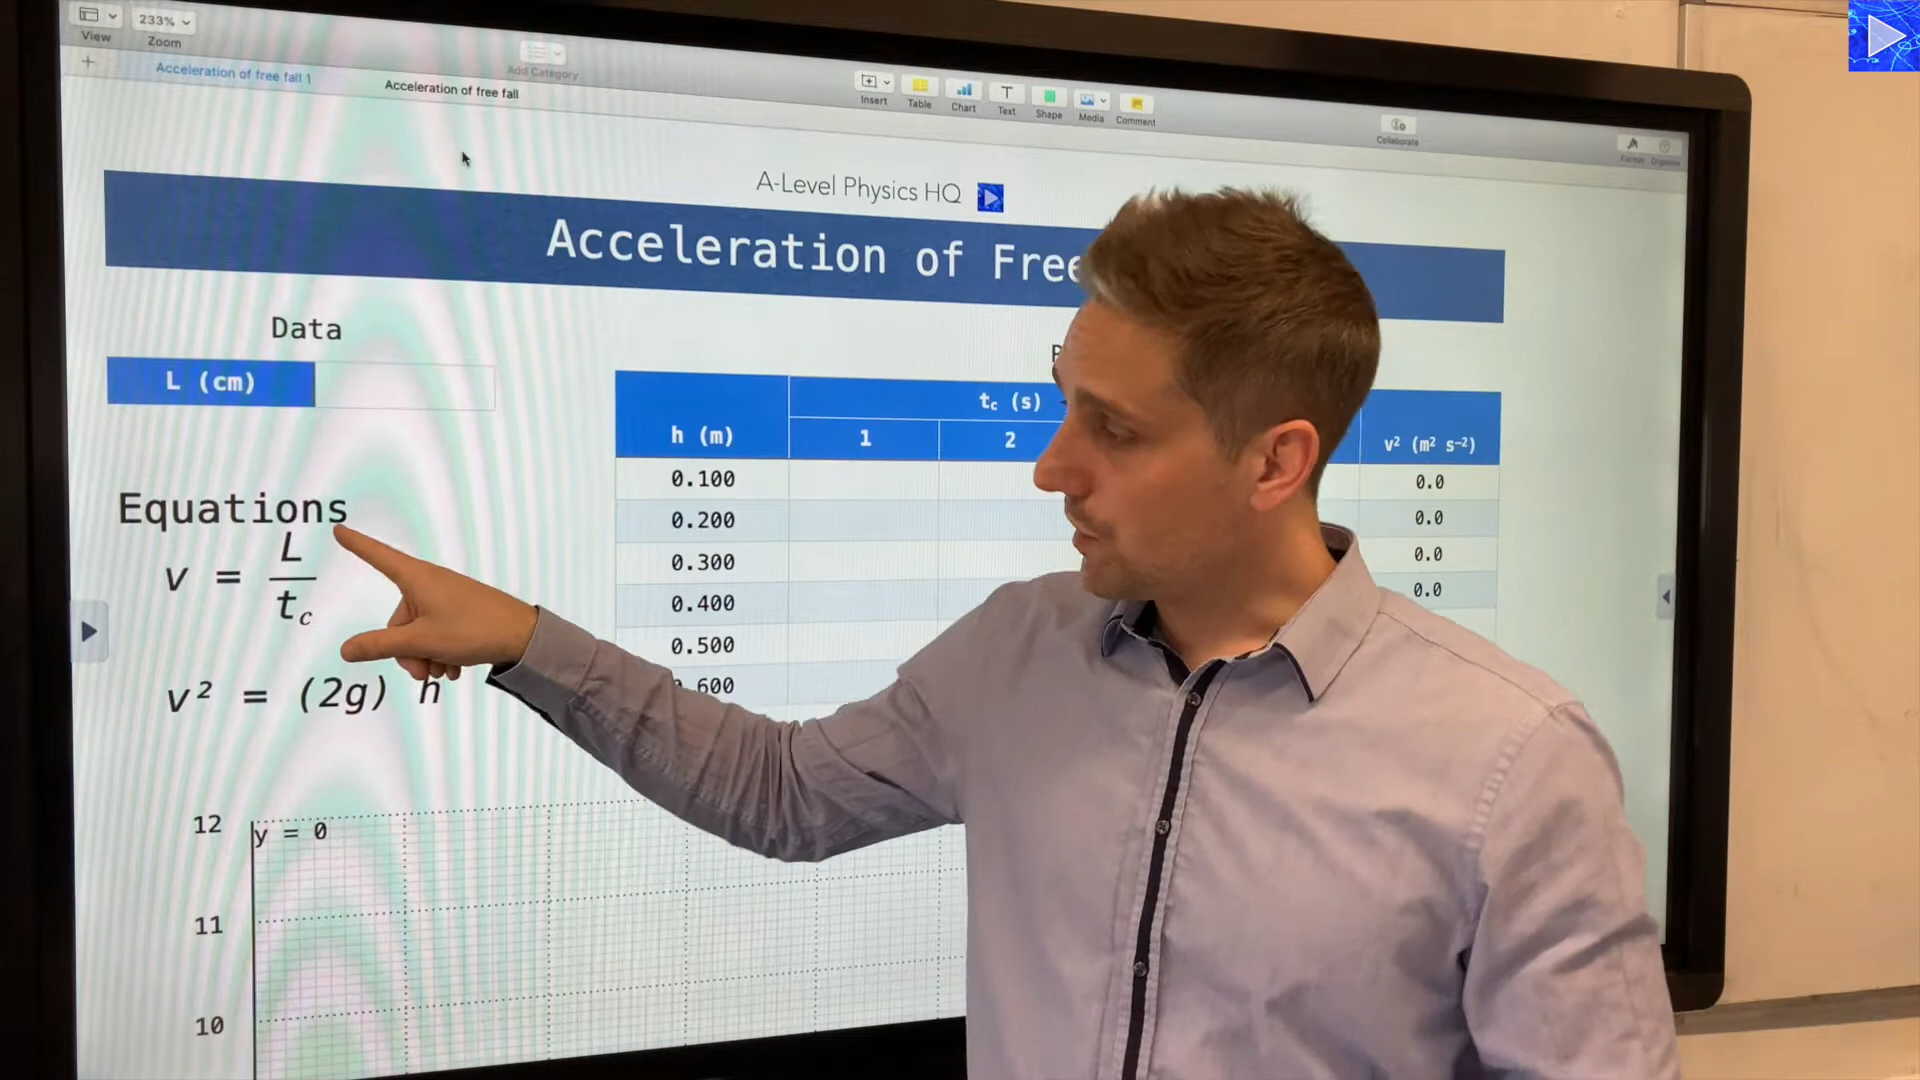 233%
View
Zoom
Add Category
Insert
Table
Chart
Text
Shape
Media
Comment
Collaborate
Format
+
Acceleration of free fall 1
Acceleration of free fall
A-Level Physics HQ
Acceleration of Free
Data
L (cm)
tc (s)
h (m)
1
2
v² (m² s⁻²)
0.100
0.0
0.200
0.0
0.300
0.0
0.400
0.0
0.500
.600
Equations
v = L / tc
v² = (2g) h
12
y = 0
11
10